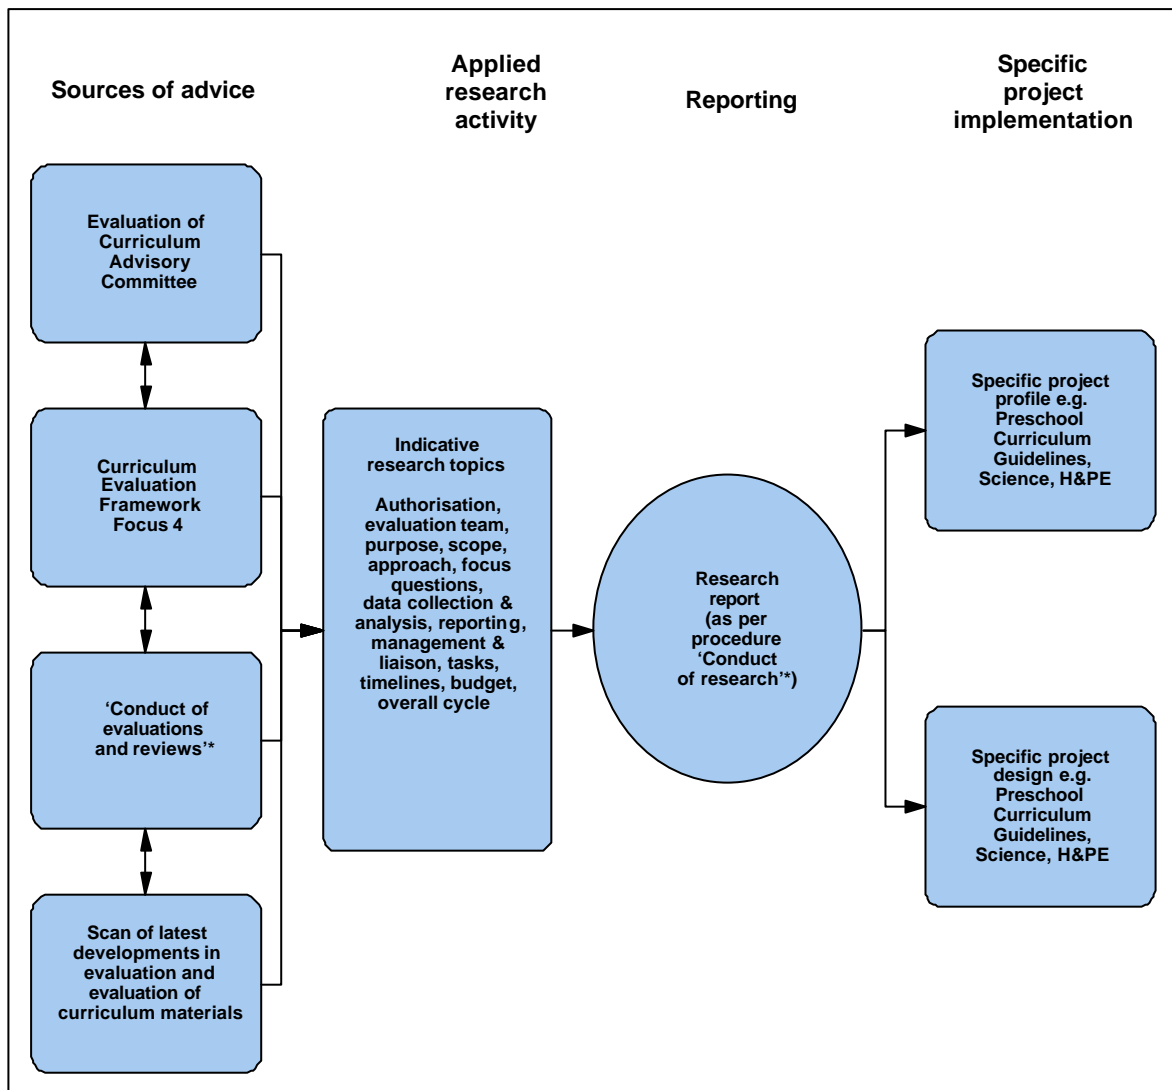 Sources of advice
Applied
research
activity
Reporting
Specific
project
implementation
Evaluation of
Curriculum
Advisory
Committee
Curriculum
Evaluation
Framework
Focus 4
‘Conduct of
evaluations
and reviews’*
Scan of latest
developments in
evaluation and
evaluation of
curriculum materials
Indicative
research topics
Authorisation,
evaluation team,
purpose, scope,
approach, focus
questions,
data collection &
analysis, reporting,
management &
liaison, tasks,
timelines, budget,
overall cycle
Research
report
(as per
procedure
‘Conduct
of research’*)
Specific project
profile e.g.
Preschool
Curriculum
Guidelines,
Science, H&PE
Specific project
design e.g.
Preschool
Curriculum
Guidelines,
Science, H&PE